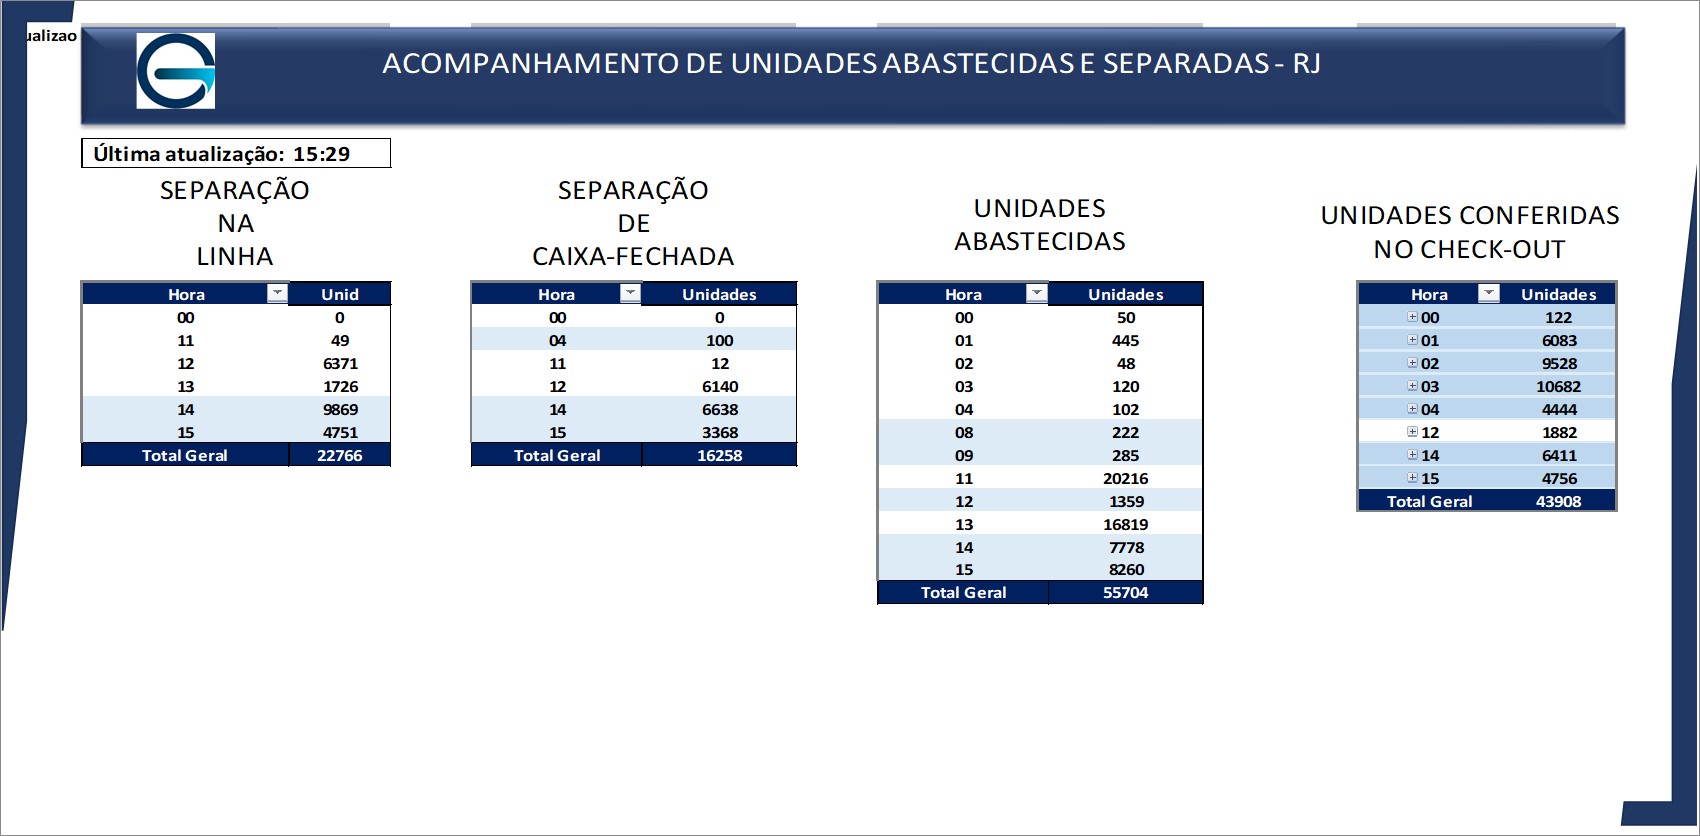 ualizao
ACOMPANHAMENTO DE UNIDADES ABASTECIDAS E SEPARADAS - RJ
Última atualização: 15:29
SEPARAÇÃO
NA
LINHA
Hora Unid
00 0
11 49
12 6371
13 1726
14 9869
15 4751
Total Geral 22766
SEPARAÇÃO
DE
CAIXA-FECHADA
Hora Unidades
00 0
04 100
11 12
12 6140
14 6638
15 3368
Total Geral 16258
UNIDADES
ABASTECIDAS
Hora Unidades
00 50
01 445
02 48
03 120
04 102
08 222
09 285
11 20216
12 1359
13 16819
14 7778
15 8260
Total Geral 55704
UNIDADES CONFERIDAS
NO CHECK-OUT
Hora Unidades
00 122
01 6083
02 9528
03 10682
04 4444
12 1882
14 6411
15 4756
Total Geral 43908